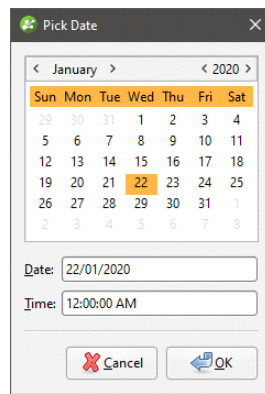 Pick Date
< January > < 2020 >
Sun Mon Tue Wed Thu Fri Sat
29 30 31 1 2 3 4
5 6 7 8 9 10 11
12 13 14 15 16 17 18
19 20 21 22 23 24 25
26 27 28 29 30 31 1
2 3 4 5 6 7 8
Date: 22/01/2020
Time: 12:00:00 AM
Cancel OK